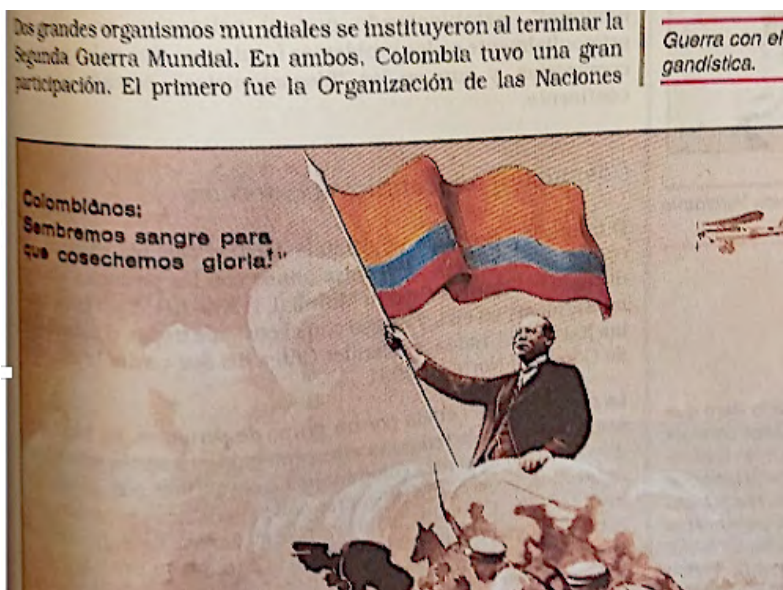 Dos grandes organismos mundiales se instituyeron al terminar la
Segunda Guerra Mundial. En ambos, Colombia tuvo una gran
participación. El primero fue la Organización de las Naciones
Guerra con el
gandística.
Colombiános:
Sembremos sangre para
que cosechemos gloria!"